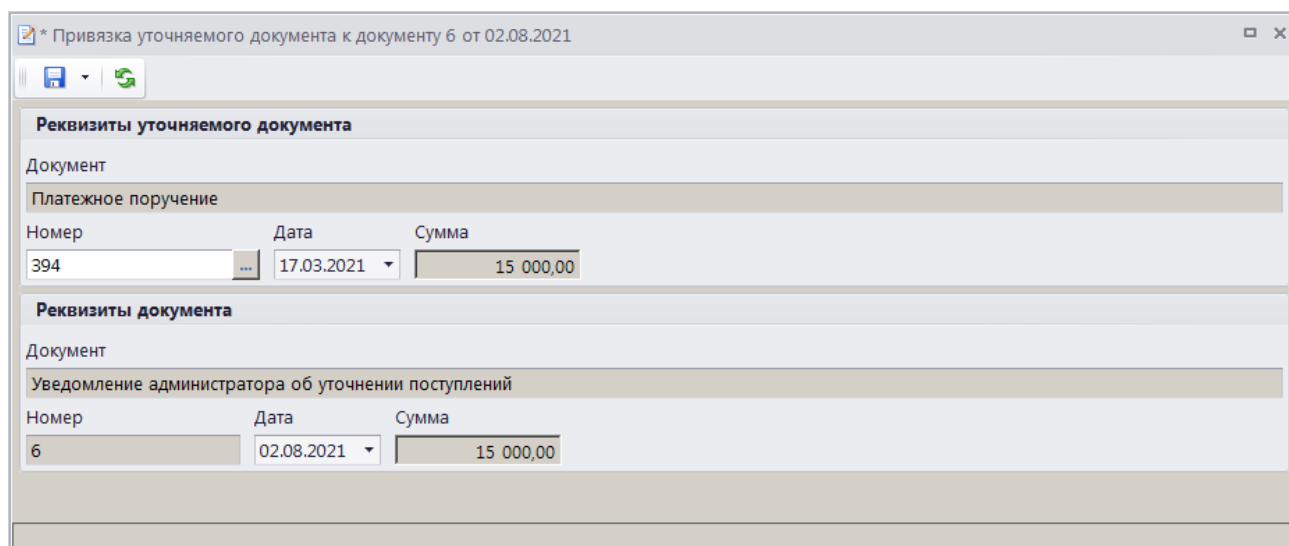 * Привязка уточняемого документа к документу 6 от 02.08.2021
Реквизиты уточняемого документа
Документ
Платежное поручение
Номер Дата Сумма
394 ... 17.03.2021 15 000,00
Реквизиты документа
Документ
Уведомление администратора об уточнении поступлений
Номер Дата Сумма
6 02.08.2021 15 000,00